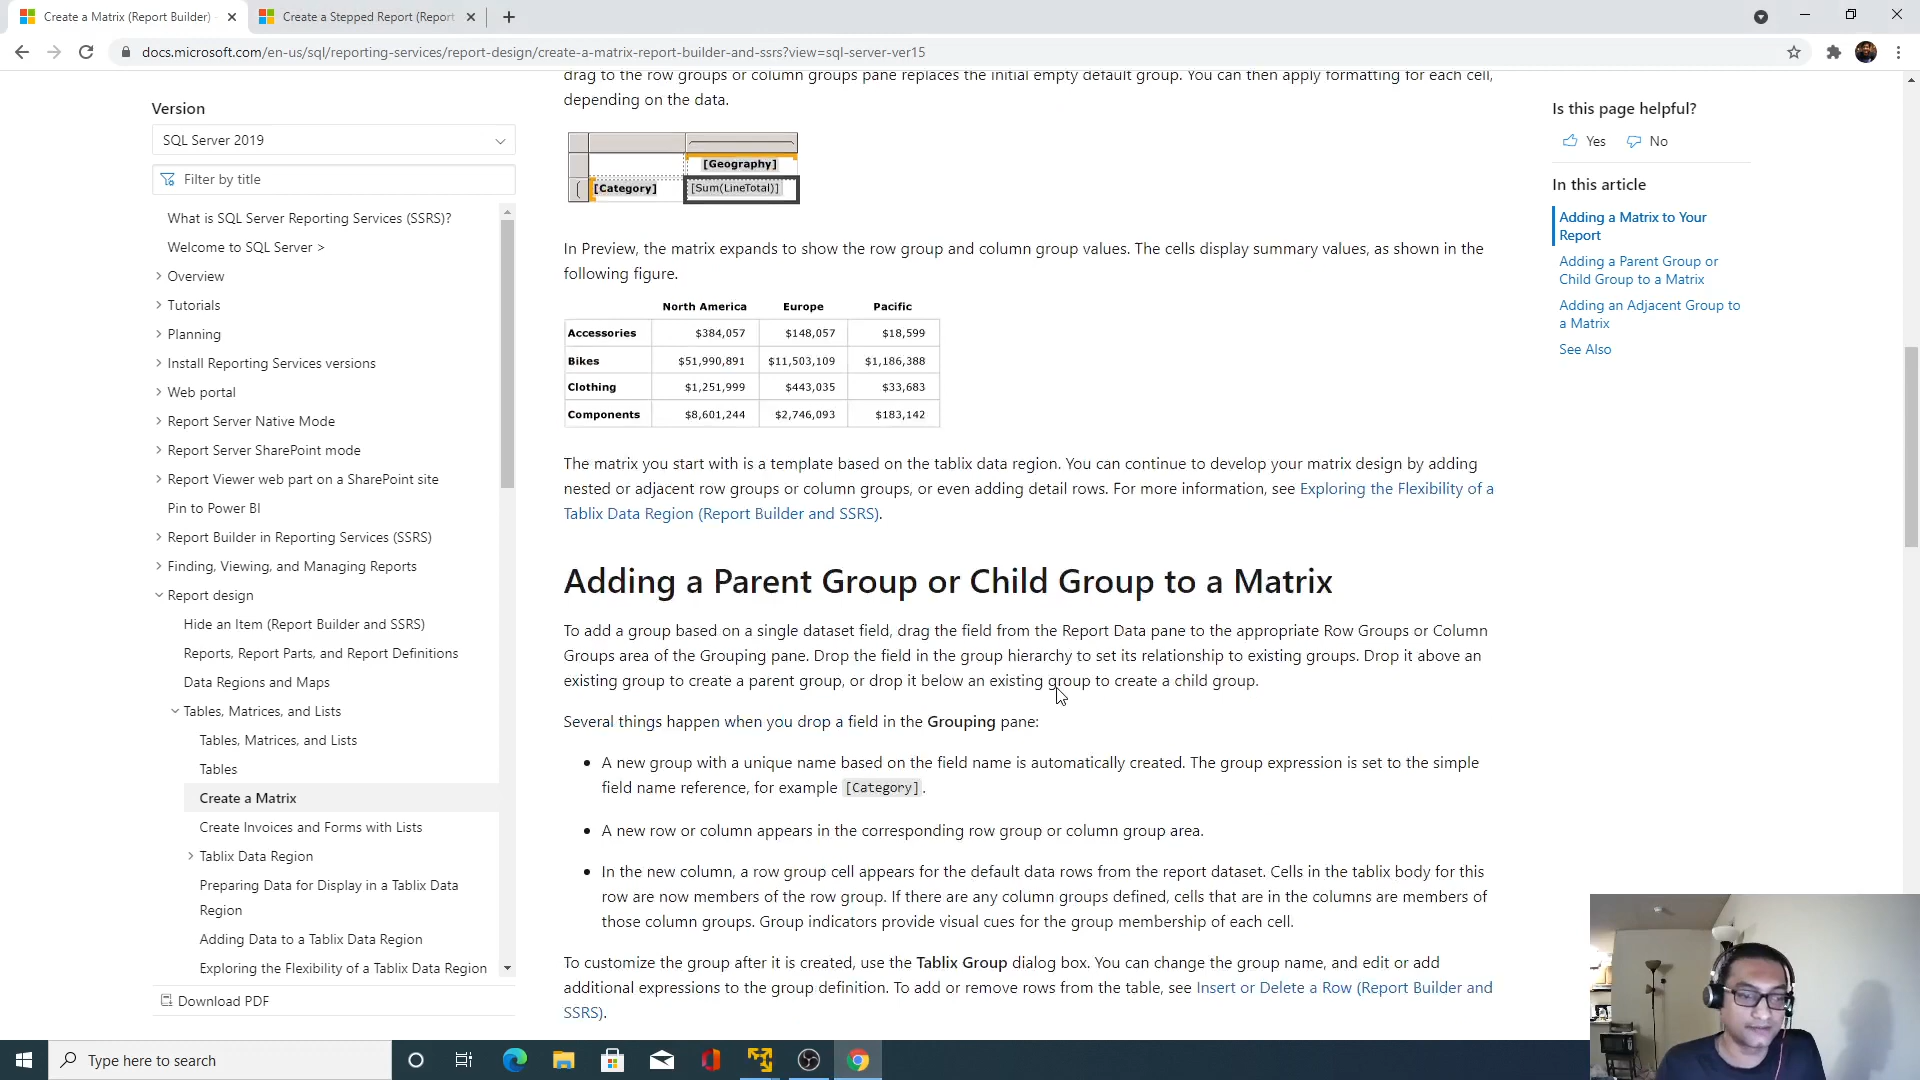 Create a Matrix (Report Builder)
Create a Stepped Report (Report
docs.microsoft.com/en-us/sql/reporting-services/report-design/create-a-matrix-report-builder-and-ssrs?view=sql-server-ver15
Version
SQL Server 2019
Filter by title
What is SQL Server Reporting Services (SSRS)?
Welcome to SQL Server >
Overview
Tutorials
Planning
Install Reporting Services versions
Web portal
Report Server Native Mode
Report Server SharePoint mode
Report Viewer web part on a SharePoint site
Pin to Power BI
Report Builder in Reporting Services (SSRS)
Finding, Viewing, and Managing Reports
Report design
Hide an Item (Report Builder and SSRS)
Reports, Report Parts, and Report Definitions
Data Regions and Maps
Tables, Matrices, and Lists
Tables, Matrices, and Lists
Tables
Create a Matrix
Create Invoices and Forms with Lists
Tablix Data Region
Preparing Data for Display in a Tablix Data
Region
Adding Data to a Tablix Data Region
Exploring the Flexibility of a Tablix Data Region
Download PDF
drag to the row groups or column groups pane replaces the initial empty default group. You can then apply formatting for each cell,
depending on the data.
[Geography]
[Category] [Sum(LineTotal)]
In Preview, the matrix expands to show the row group and column group values. The cells display summary values, as shown in the
following figure.
North America Europe Pacific
Accessories $384,057 $148,057 $18,599
Bikes $51,990,891 $11,503,109 $1,186,388
Clothing $1,251,999 $443,035 $33,683
Components $8,601,244 $2,746,093 $183,142
The matrix you start with is a template based on the tablix data region. You can continue to develop your matrix design by adding
nested or adjacent row groups or column groups, or even adding detail rows. For more information, see Exploring the Flexibility of a
Tablix Data Region (Report Builder and SSRS).
Adding a Parent Group or Child Group to a Matrix
To add a group based on a single dataset field, drag the field from the Report Data pane to the appropriate Row Groups or Column
Groups area of the Grouping pane. Drop the field in the group hierarchy to set its relationship to existing groups. Drop it above an
existing group to create a parent group, or drop it below an existing group to create a child group.
Several things happen when you drop a field in the Grouping pane:
• A new group with a unique name based on the field name is automatically created. The group expression is set to the simple
field name reference, for example [Category].
• A new row or column appears in the corresponding row group or column group area.
• In the new column, a row group cell appears for the default data rows from the report dataset. Cells in the tablix body for this
row are now members of the row group. If there are any column groups defined, cells that are in the columns are members of
those column groups. Group indicators provide visual cues for the group membership of each cell.
To customize the group after it is created, use the Tablix Group dialog box. You can change the group name, and edit or add
additional expressions to the group definition. To add or remove rows from the table, see Insert or Delete a Row (Report Builder and
SSRS).
Is this page helpful?
Yes No
In this article
Adding a Matrix to Your
Report
Adding a Parent Group or
Child Group to a Matrix
Adding an Adjacent Group to
a Matrix
See Also
Type here to search